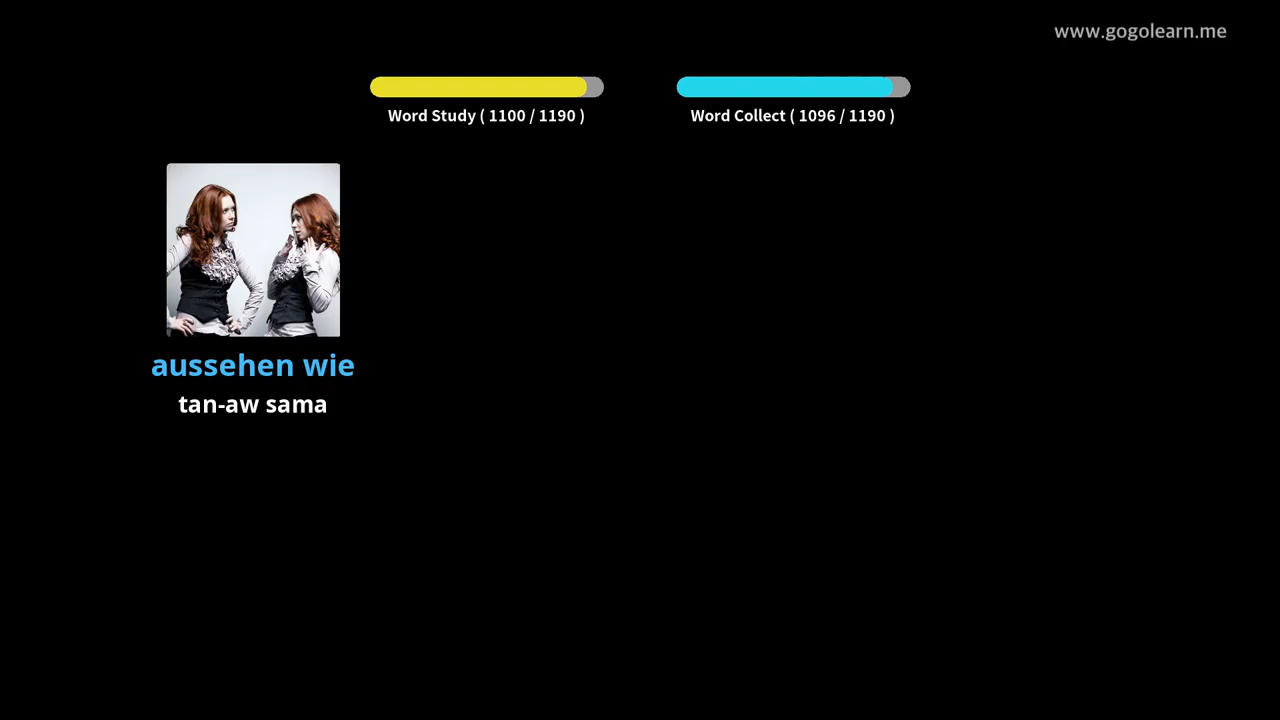 www.gogolearn.me
Word Study ( 1100 / 1190 )
Word Collect ( 1096 / 1190 )
aussehen wie
tan-aw sama